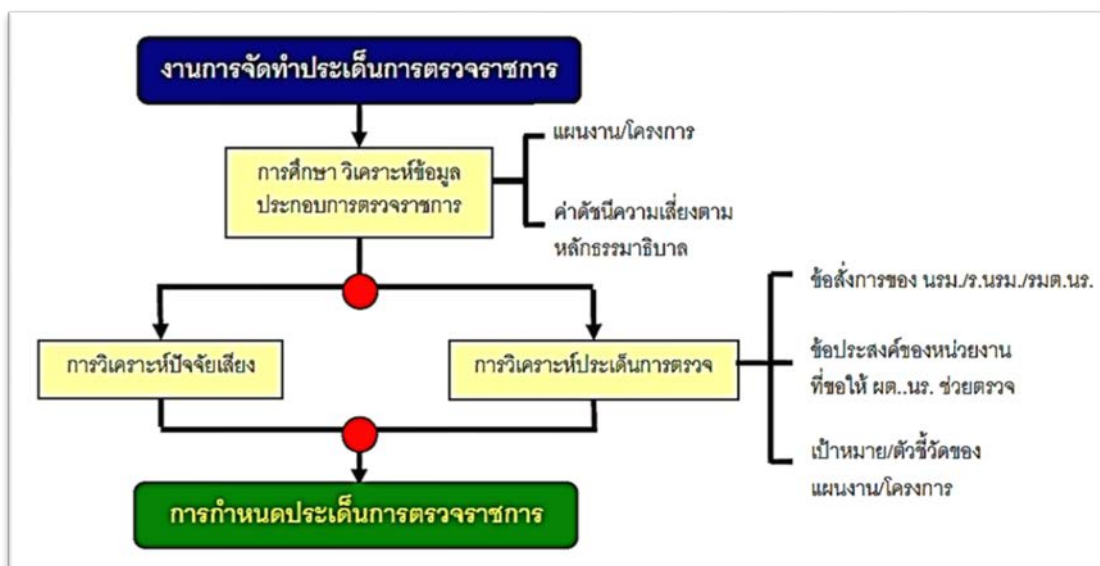 งานการจัดทำประเด็นการตรวจราชการ
แผนงาน/โครงการ
การศึกษา วิเคราะห์ข้อมูล
ประกอบการตรวจราชการ
ค่าดัชนีความเสี่ยงตาม
หลักธรรมาธิบาล
ข้อสั่งการของ นรม./ร.นรม./รมต.นร.
การวิเคราะห์ปัจจัยเสี่ยง
การวิเคราะห์ประเด็นการตรวจ
ข้อประสงค์ของหน่วยงาน
ที่ขอให้ ผต..นร. ช่วยตรวจ
เป้าหมาย/ตัวชี้วัดของ
แผนงาน/โครงการ
การกำหนดประเด็นการตรวจราชการ